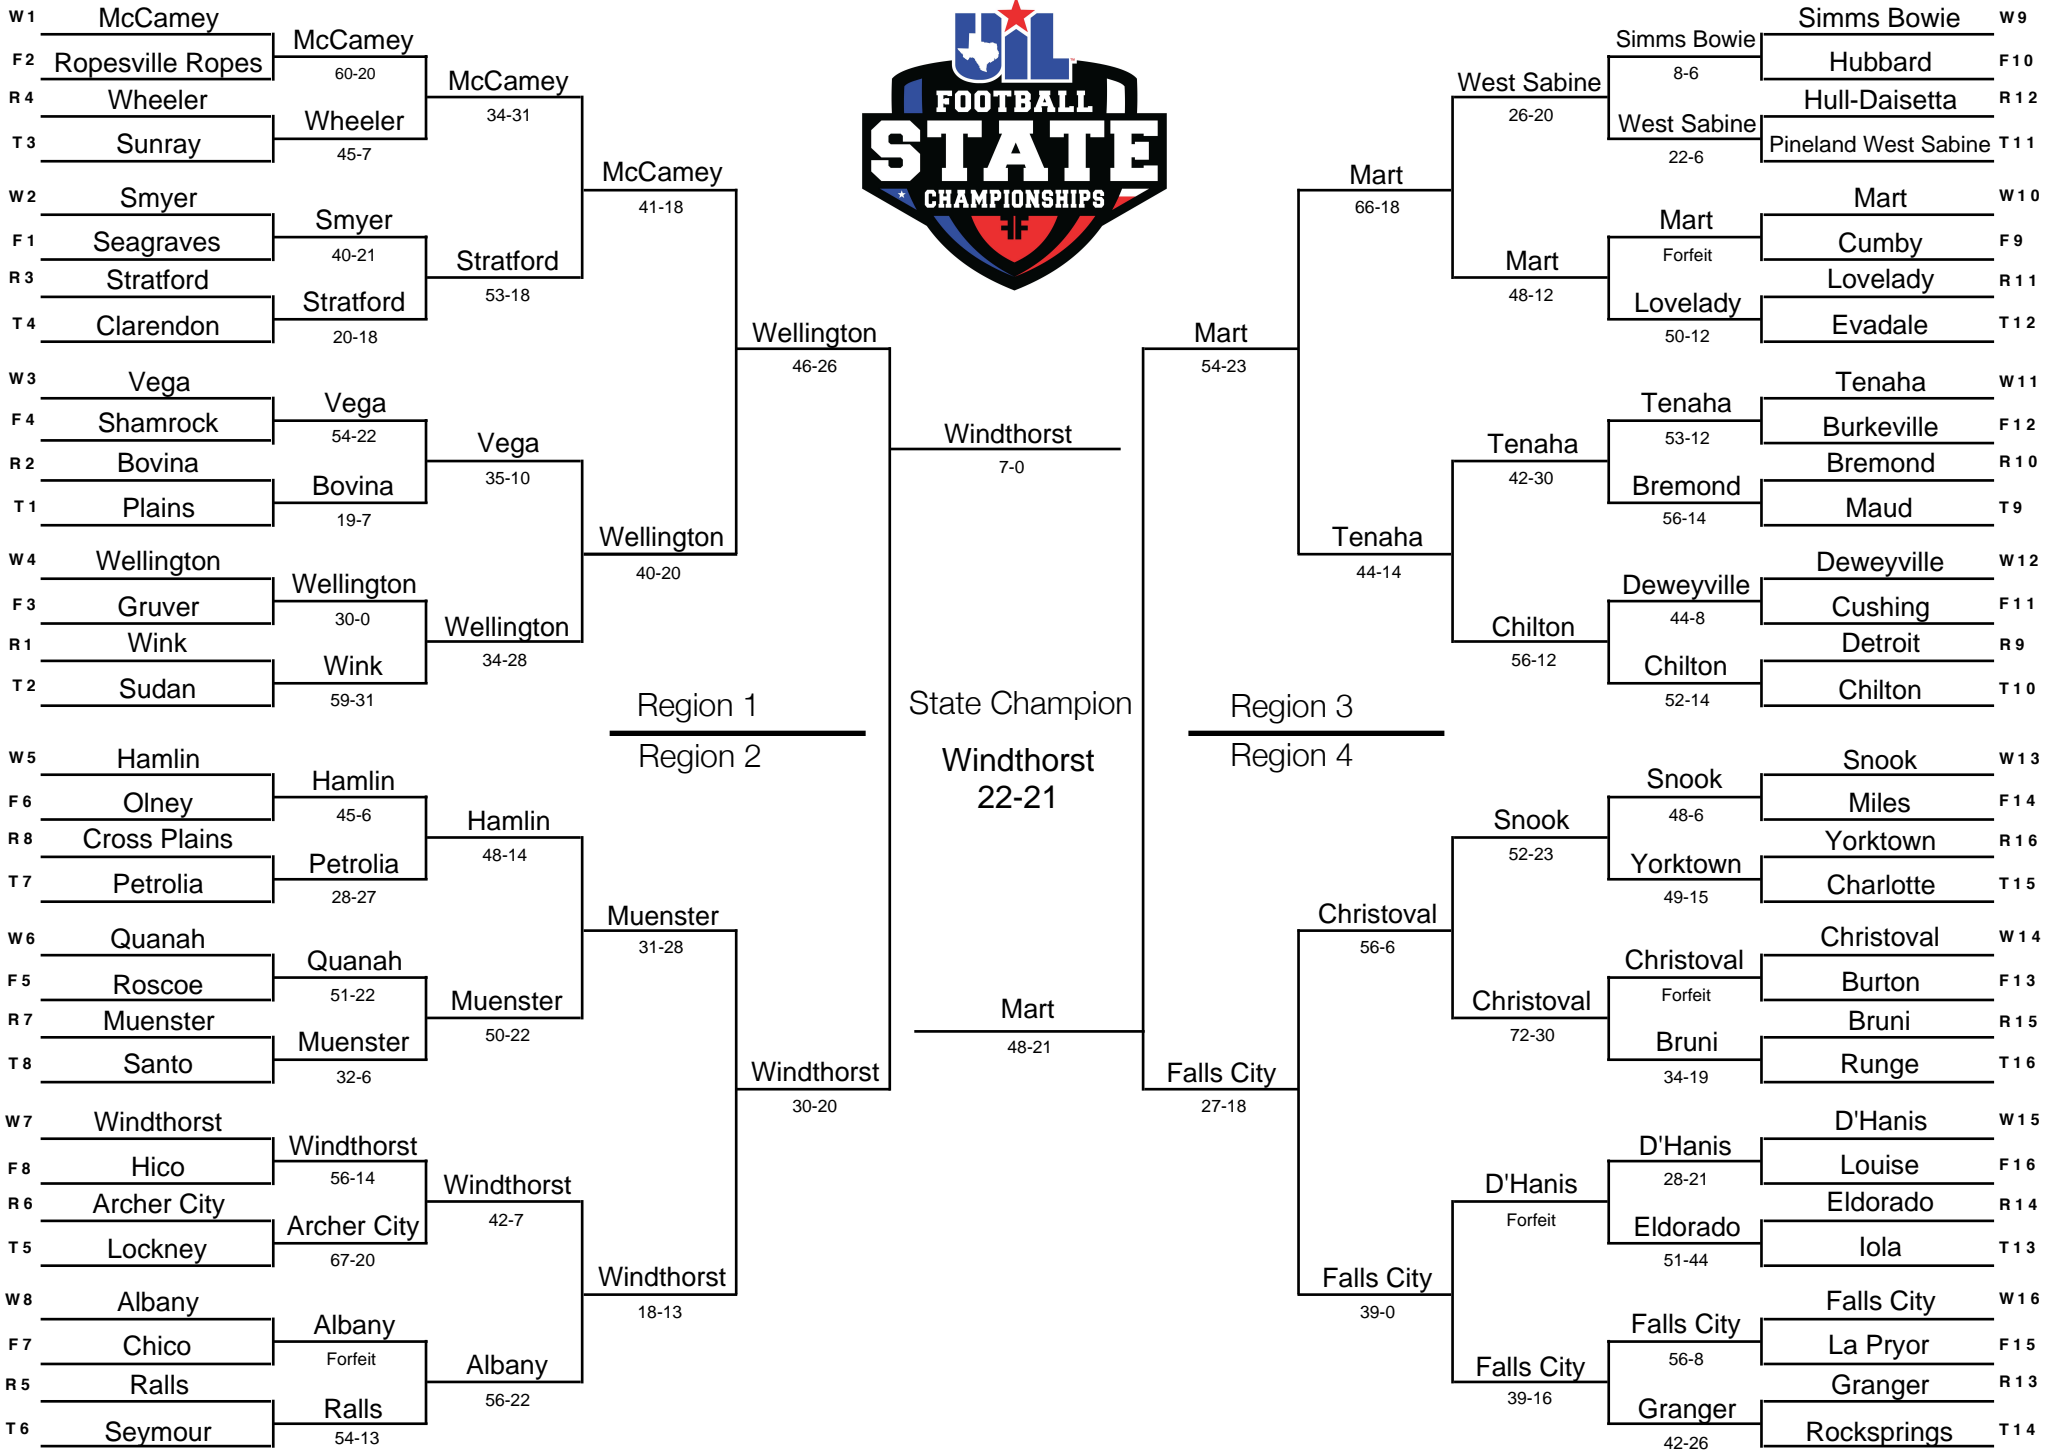 W1 McCamey
F2 Ropesville Ropes
R4 Wheeler
T3 Sunray
W2 Smyer
F1 Seagraves
R3 Stratford
T4 Clarendon
W3 Vega
F4 Shamrock
R2 Bovina
T1 Plains
W4 Wellington
F3 Gruver
R1 Wink
T2 Sudan
W5 Hamlin
F6 Olney
R8 Cross Plains
T7 Petrolia
W6 Quanah
F5 Roscoe
R7 Muenster
T8 Santo
W7 Windthorst
F8 Hico
R6 Archer City
T5 Lockney
W8 Albany
F7 Chico
R5 Ralls
T6 Seymour
McCamey
60-20
Wheeler
45-7
Smyer
40-21
Stratford
20-18
Vega
54-22
Bovina
19-7
Wellington
30-0
Wink
59-31
Hamlin
45-6
Petrolia
28-27
Quanah
51-22
Muenster
32-6
Windthorst
56-14
Archer City
67-20
Albany
Forfeit
Ralls
54-13
McCamey
34-31
Stratford
53-18
Vega
35-10
Wellington
34-28
Hamlin
48-14
Muenster
50-22
Windthorst
42-7
Albany
56-22
McCamey
41-18
Wellington
40-20
Muenster
31-28
Windthorst
18-13
Wellington
46-26
Windthorst
30-20
Region 1
Region 2
UIL
FOOTBALL
STATE
CHAMPIONSHIPS
Windthorst
7-0
State Champion
Windthorst
22-21
Mart
48-21
Region 3
Region 4
Mart
54-23
Falls City
27-18
Mart
66-18
Tenaha
44-14
Christoval
56-6
Falls City
39-0
West Sabine
26-20
Mart
48-12
Tenaha
42-30
Chilton
56-12
Snook
52-23
Christoval
72-30
D'Hanis
Forfeit
Falls City
39-16
Simms Bowie
8-6
West Sabine
22-6
Mart
Forfeit
Lovelady
50-12
Tenaha
53-12
Bremond
56-14
Deweyville
44-8
Chilton
52-14
Snook
48-6
Yorktown
49-15
Christoval
Forfeit
Bruni
34-19
D'Hanis
28-21
Eldorado
51-44
Falls City
56-8
Granger
42-26
Simms Bowie W9
Hubbard F10
Hull-Daisetta R12
Pineland West Sabine T11
Mart W10
Cumby F9
Lovelady R11
Evadale T12
Tenaha W11
Burkeville F12
Bremond R10
Maud T9
Deweyville W12
Cushing F11
Detroit R9
Chilton T10
Snook W13
Miles F14
Yorktown R16
Charlotte T15
Christoval W14
Burton F13
Bruni R15
Runge T16
D'Hanis W15
Louise F16
Eldorado R14
Iola T13
Falls City W16
La Pryor F15
Granger R13
Rocksprings T14